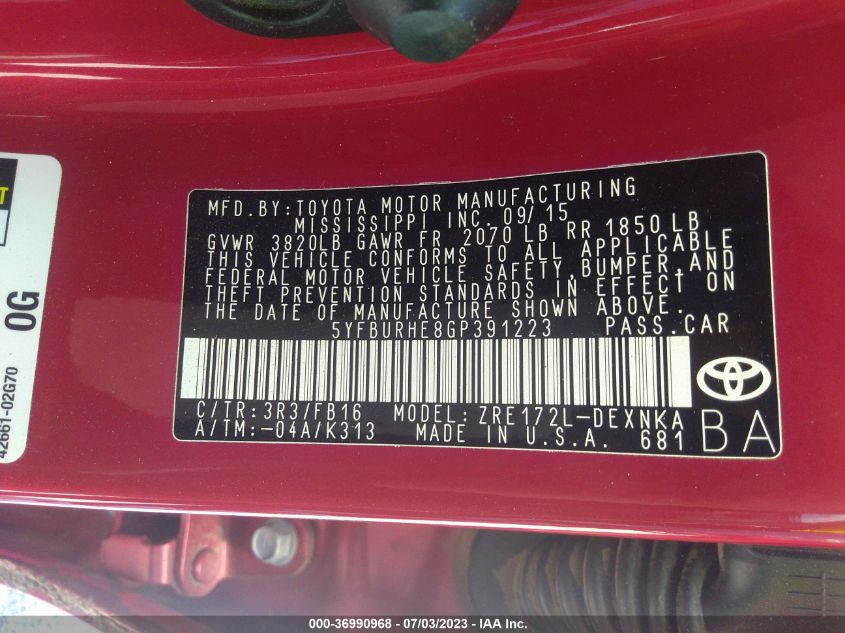 MFD.BY:TOYOTA MOTOR MANUFACTURING
MISSISSIPPI INC. 09/15
GVWR 3820LB GAWR FR 2070 LB RR 1850 LB
THIS VEHICLE CONFORMS TO ALL APPLICABLE
FEDERAL MOTOR VEHICLE SAFETY,BUMPER,AND
THEFT PREVENTION STANDARDS IN EFFECT ON
THE DATE OF MANUFACTURE SHOWN ABOVE.
5YFBURHE8GP391223 PASS.CAR
C/TR:3R3/FB16 MODEL:ZRE172L-DEXNKA
A/TM:-04A/K313 MADE IN U.S.A. 681
BA
0G
42661-02G70
000-36990968 - 07/03/2023 - IAA Inc.